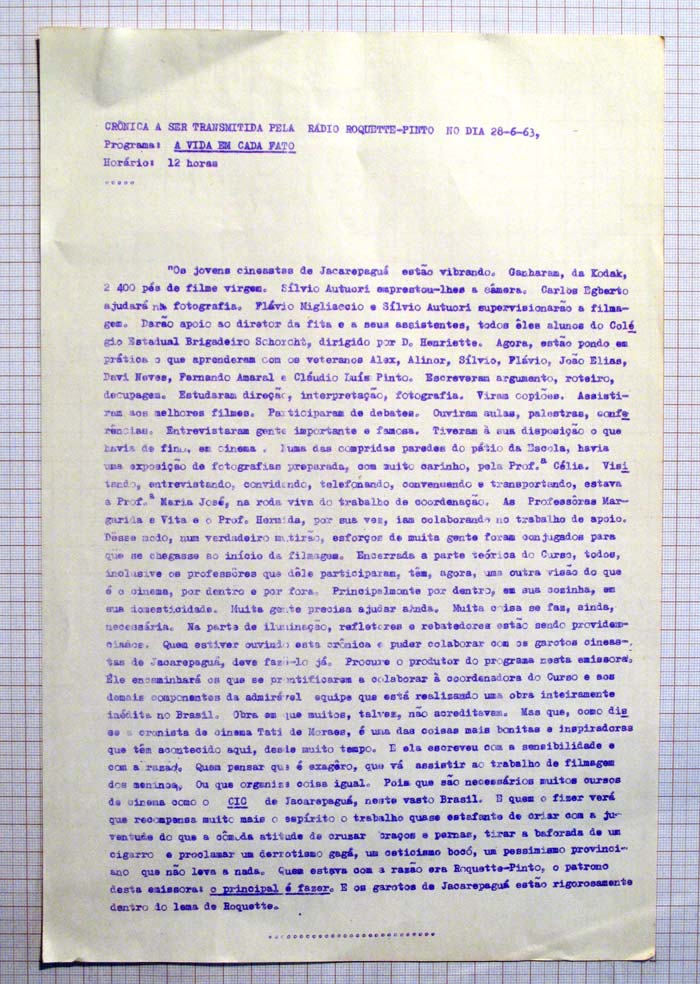 CRÔNICA A SER TRANSMITIDA PELA RÁDIO ROQUETTE-PINTO NO DIA 28-6-63,
Programa: A VIDA EM CADA FATO
Horário: 12 horas
"Os jovens cineastas de Jacarepaguá estão vibrando. Ganharam, da Kodak,
2 400 pés de filme virgem. Sílvio Autuori emprestou-lhes a câmera. Carlos Egberto
ajudará na fotografia. Flávio Migliaccio e Sílvio Autuori supervisionarão a filma-
gem. Darão apoio ao diretor da fita e a seus assistentes, todos êles alunos do Colé
gio Estadual Brigadeiro Schorcht, dirigido por D. Henriette. Agora, estão pondo em
prática o que aprenderam com os veteranos Alex, Alinor, Sílvio, Flávio, João Elias,
Davi Neves, Fernando Amaral e Cláudio Luís Pinto. Escreveram argumento, roteiro,
decupagem. Estudaram direção, interpretação, fotografia. Viram copiões. Assisti-
ram aos melhores filmes. Participaram de debates. Ouviram aulas, palestras, confe
rências. Entrevistaram gente importante e famosa. Tiveram à sua disposição o que
havia de fino, em cinema . Numa das compridas paredes do pátio da Escola, havia
uma exposição de fotografias preparada, com muito carinho, pela Prof.ª Célia. Visi
tando, entrevistando, convidando, telefonando, convencendo e transportando, estava
a Prof.ª Maria José, na roda viva do trabalho de coordenação. As Professôras Mar-
garida e Vita e o Prof. Hermida, por sua vez, iam colaborando no trabalho de apoio.
Dêsse modo, num verdadeiro mutirão, esforços de muita gente foram conjugados para
que se chegasse ao início da filmagem. Encerrada a parte teórica do Curso, todos,
inclusive os professôres que dêle participaram, têm, agora, uma outra visão do que
é o cinema, por dentro e por fora. Principalmente por dentro, em sua cozinha, em
sua domesticidade. Muita gente precisa ajudar ainda. Muita coisa se faz, ainda,
necessária. Na parte de iluminação, refletores e rebatedores estão sendo providen-
ciados. Quem estiver ouvindo esta crônica e puder colaborar com os garotos cineas-
tas de Jacarepaguá, deve fazê-lo já. Procure o produtor do programa nesta emissora.
Êle encaminhará os que se prontificarem a colaborar à coordenadora do Curso e aos
demais componentes da admirável equipe que está realizando uma obra inteiramente
inédita no Brasil. Obra em que muitos, talvez, não acreditavam. Mas que, como dis
se a cronista de cinema Tati de Moraes, é uma das coisas mais bonitas e inspiradoras
que têm acontecido aqui, desde muito tempo. E ela escreveu com a sensibilidade e
com a razão. Quem pensar que é exagêro, que vá assistir ao trabalho de filmagem
dos meninos. Ou que organize coisa igual. Pois que são necessários muitos cursos
de cinema como o CIC de Jacarepaguá, neste vasto Brasil. E quem o fizer verá
que recompensa muito mais o espírito o trabalho quase estafante de criar com a ju-
ventude do que a cômoda atitude de cruzar braços e pernas, tirar a baforada de um
cigarro e proclamar um derrotismo gagá, um ceticismo bocó, um pessimismo provinci-
ano que não leva a nada. Quem estava com a razão era Roquette-Pinto, o patrono
desta emissora: o principal é fazer. E os garotos de Jacarepaguá estão rigorosamente
dentro do lema de Roquette.